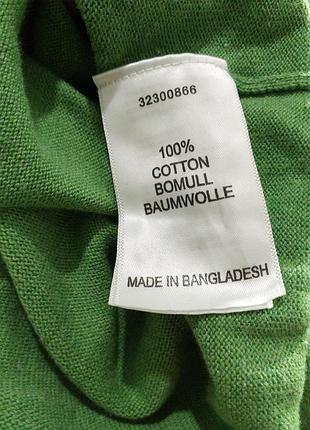 32300866
100%
COTTON
BOMULL
BAUMWOLLE
MADE IN BANGLADESH